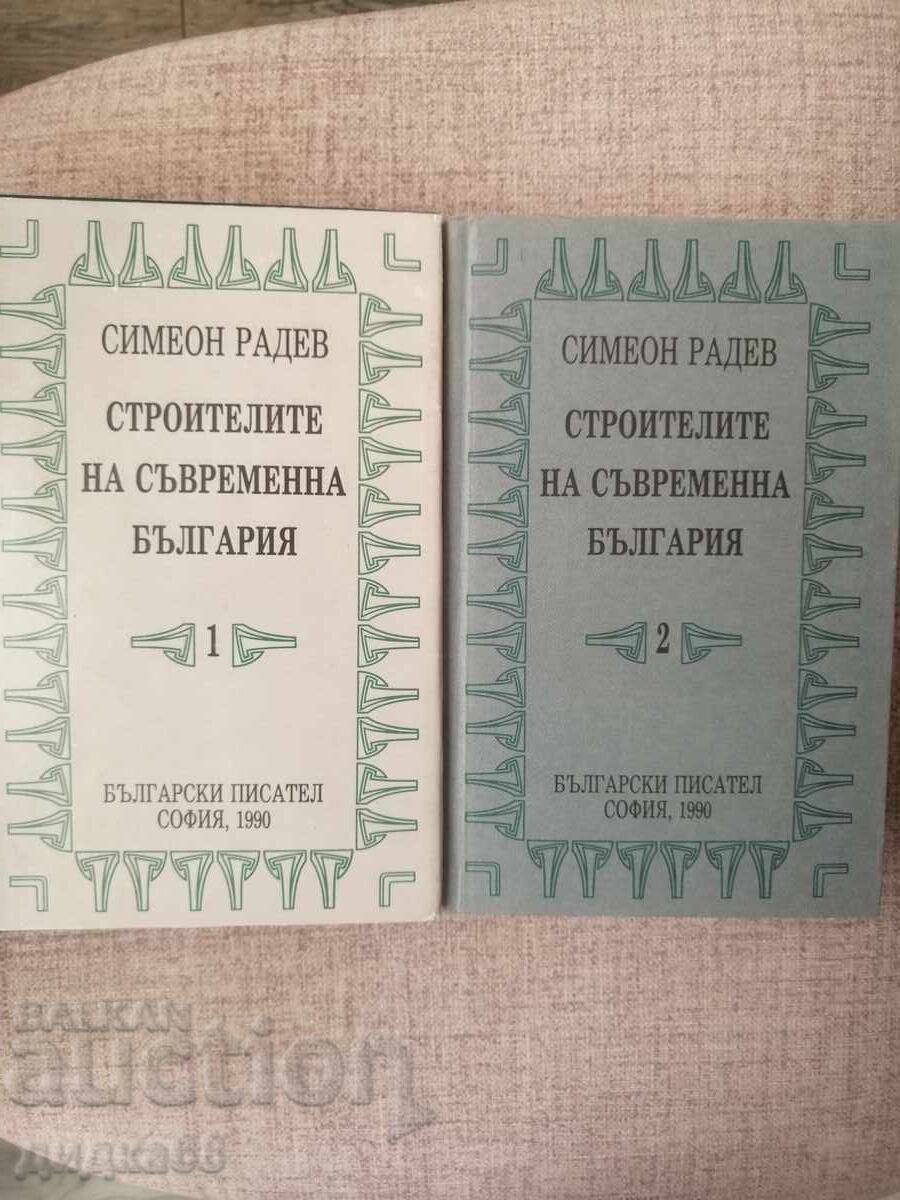 СИМЕОН РАДЕВ
СТРОИТЕЛИТЕ
НА СЪВРЕМЕННА
БЪЛГАРИЯ
1
БЪЛГАРСКИ ПИСАТЕЛ
СОФИЯ, 1990
СИМЕОН РАДЕВ
СТРОИТЕЛИТЕ
НА СЪВРЕМЕННА
БЪЛГАРИЯ
2
БЪЛГАРСКИ ПИСАТЕЛ
СОФИЯ, 1990
BALKAN
auction
дидка68